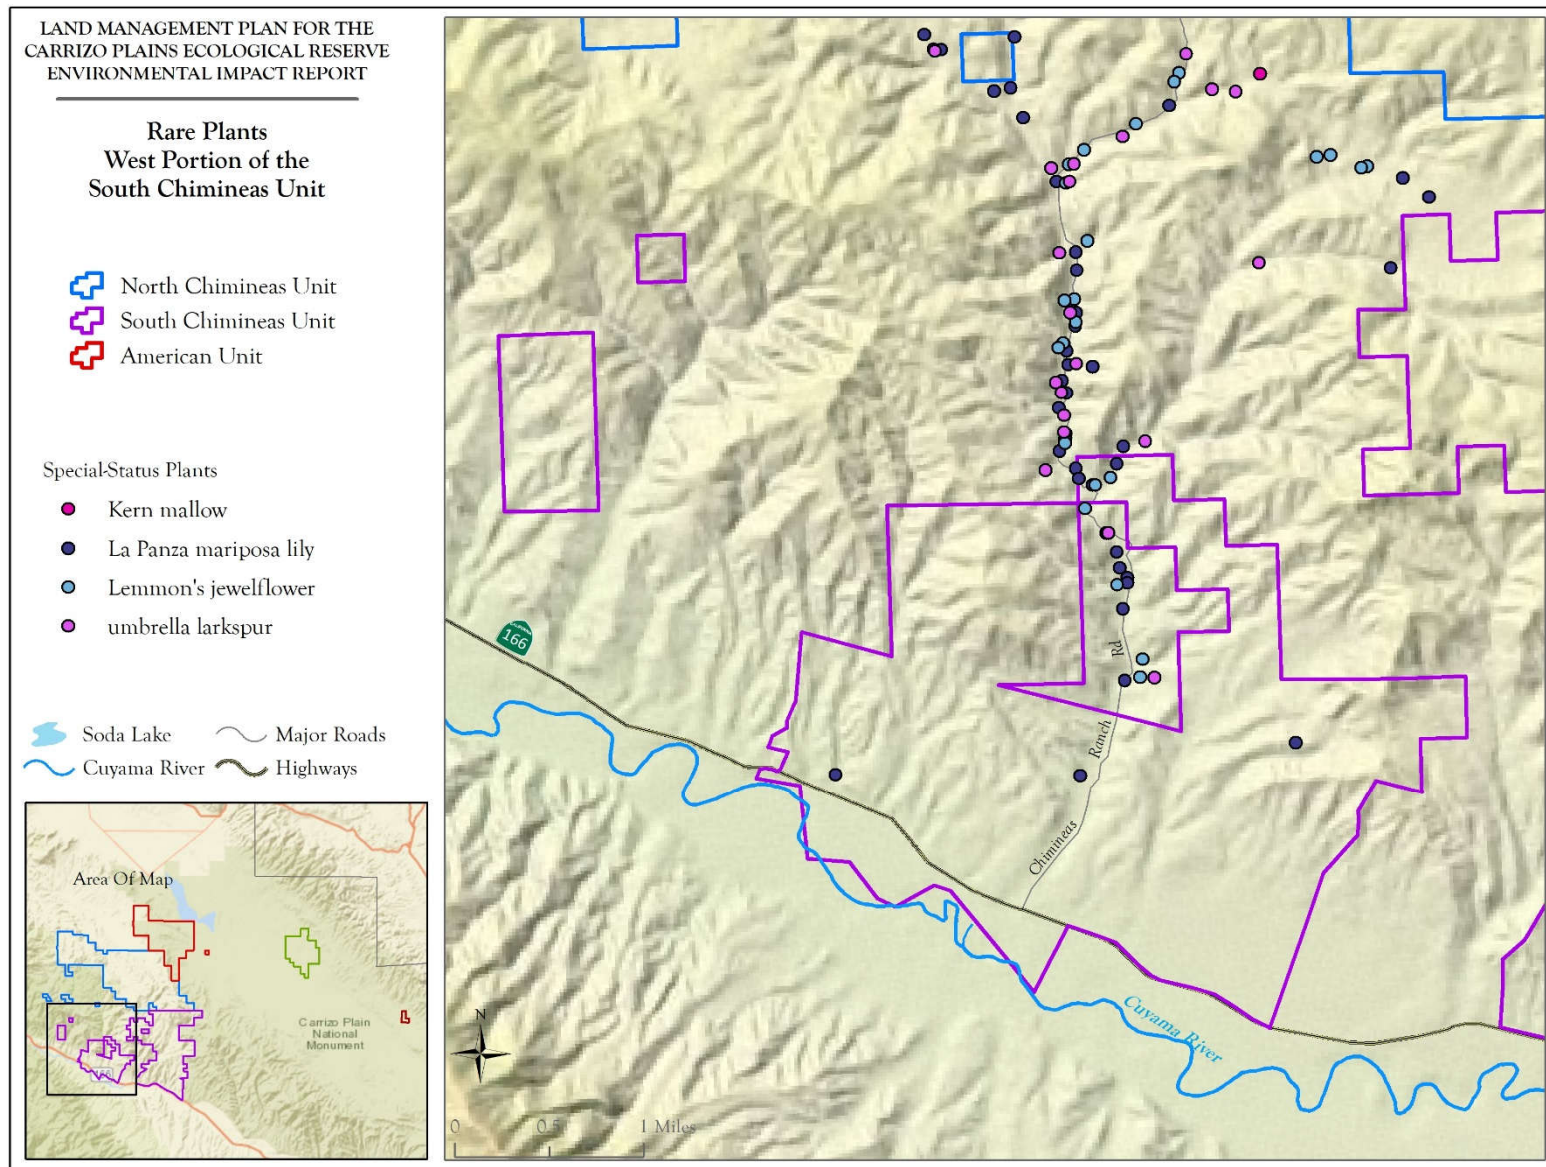 LAND MANAGEMENT PLAN FOR THE
CARRIZO PLAINS ECOLOGICAL RESERVE
ENVIRONMENTAL IMPACT REPORT
Rare Plants
West Portion of the
South Chimineas Unit
North Chimineas Unit
South Chimineas Unit
American Unit
Special-Status Plants
Kern mallow
La Panza mariposa lily
Lemmon's jewelflower
umbrella larkspur
Soda Lake
Major Roads
Cuyama River
Highways
Area Of Map
Carrizo Plain
National
Monument
166
166
Chimineas Ranch Rd
Cuyama River
N
0 0.5 1 Miles